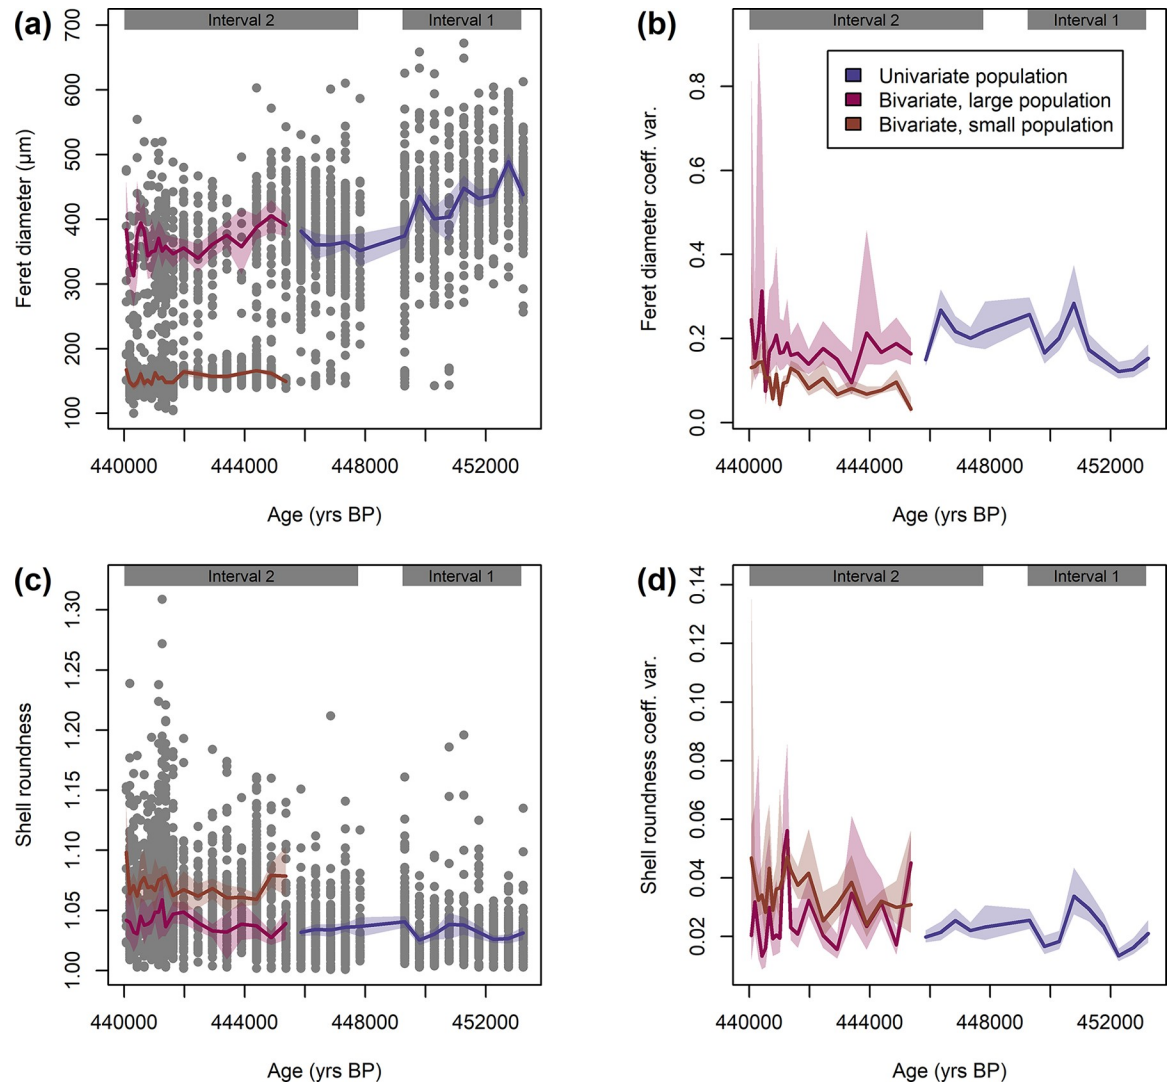 (a)
Interval 2
Interval 1
700
600
500
400
300
200
100
Feret diameter (µm)
440000
444000
448000
452000
Age (yrs BP)
(b)
Interval 2
Interval 1
Univariate population
Bivariate, large population
Bivariate, small population
0.8
0.6
0.4
0.2
0.0
Feret diameter coeff. var.
440000
444000
448000
452000
Age (yrs BP)
(c)
Interval 2
Interval 1
1.30
1.25
1.20
1.15
1.10
1.05
1.00
Shell roundness
440000
444000
448000
452000
Age (yrs BP)
(d)
Interval 2
Interval 1
0.14
0.12
0.10
0.08
0.06
0.04
0.02
Shell roundness coeff. var.
440000
444000
448000
452000
Age (yrs BP)